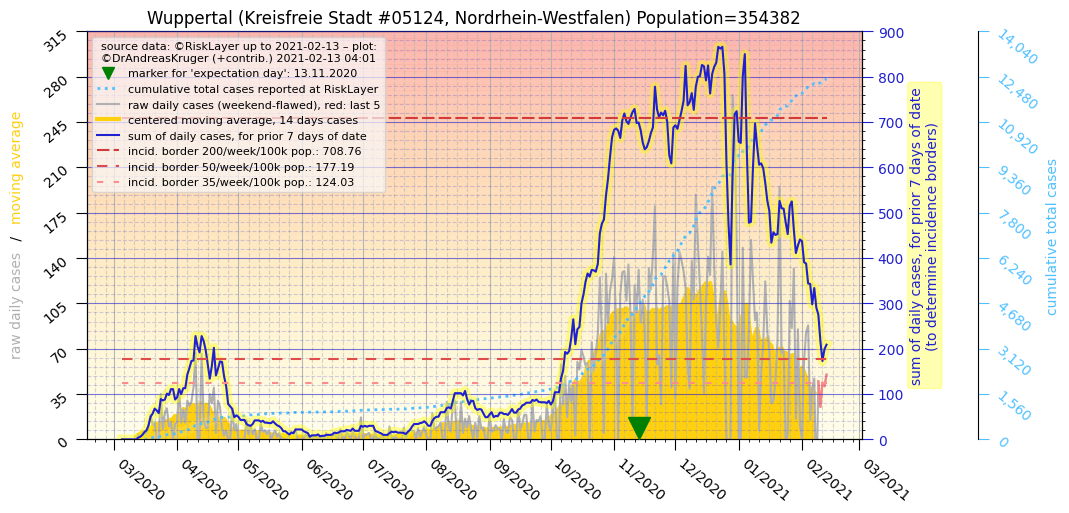 Wuppertal (Kreisfreie Stadt #05124, Nordrhein-Westfalen) Population=354382
source data: ©RiskLayer up to 2021-02-13 – plot:
©DrAndreasKruger (+contrib.) 2021-02-13 04:01
marker for 'expectation day': 13.11.2020
cumulative total cases reported at RiskLayer
raw daily cases (weekend-flawed), red: last 5
centered moving average, 14 days cases
sum of daily cases, for prior 7 days of date
incid. border 200/week/100k pop.: 708.76
incid. border 50/week/100k pop.: 177.19
incid. border 35/week/100k pop.: 124.03
raw daily cases / moving average
315
280
245
210
175
140
105
70
35
0
900
800
700
600
500
400
300
200
100
0
sum of daily cases, for prior 7 days of date
(to determine incidence borders)
14,040
12,480
10,920
9,360
7,800
6,240
4,680
3,120
1,560
0
cumulative total cases
03/2020
04/2020
05/2020
06/2020
07/2020
08/2020
09/2020
10/2020
11/2020
12/2020
01/2021
02/2021
03/2021